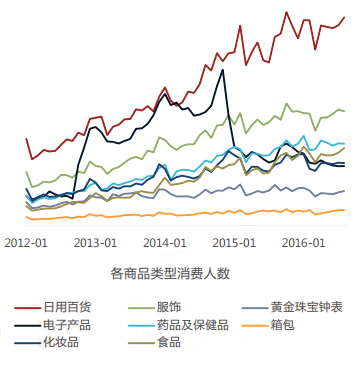 2012-01 2013-01 2014-01 2015-01 2016-01
各商品类型消费人数
日用百货 服饰 黄金珠宝钟表
电子产品 药品及保健品 箱包
化妆品 食品